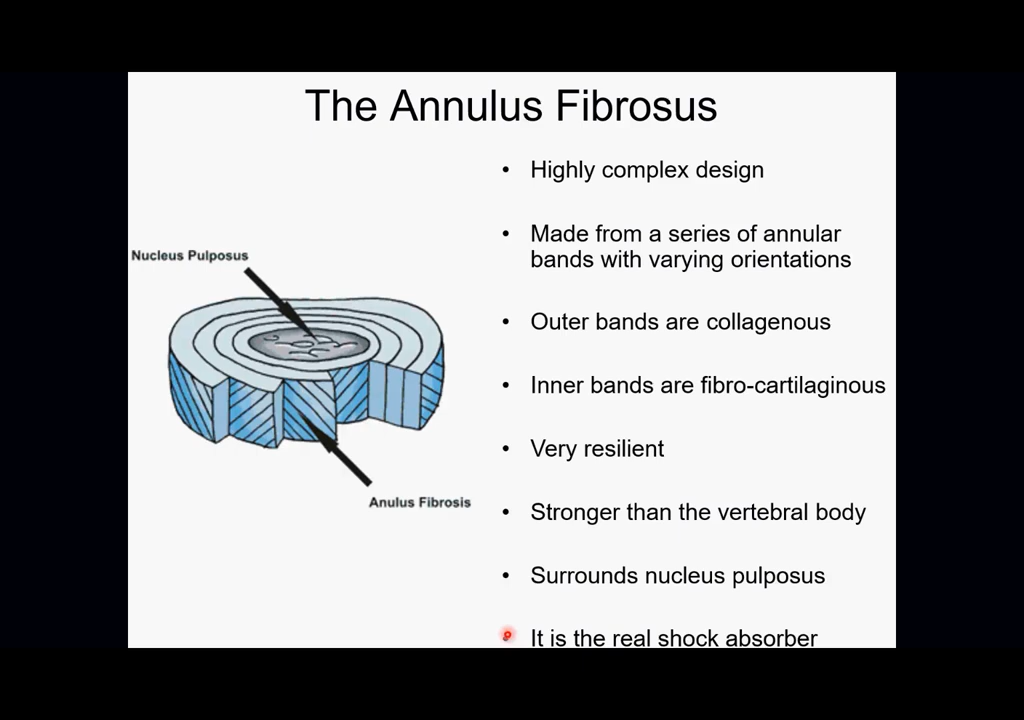 The Annulus Fibrosus
Nucleus Pulposus
Anulus Fibrosis
• Highly complex design
• Made from a series of annular
bands with varying orientations
• Outer bands are collagenous
• Inner bands are fibro-cartilaginous
• Very resilient
• Stronger than the vertebral body
• Surrounds nucleus pulposus
• It is the real shock absorber